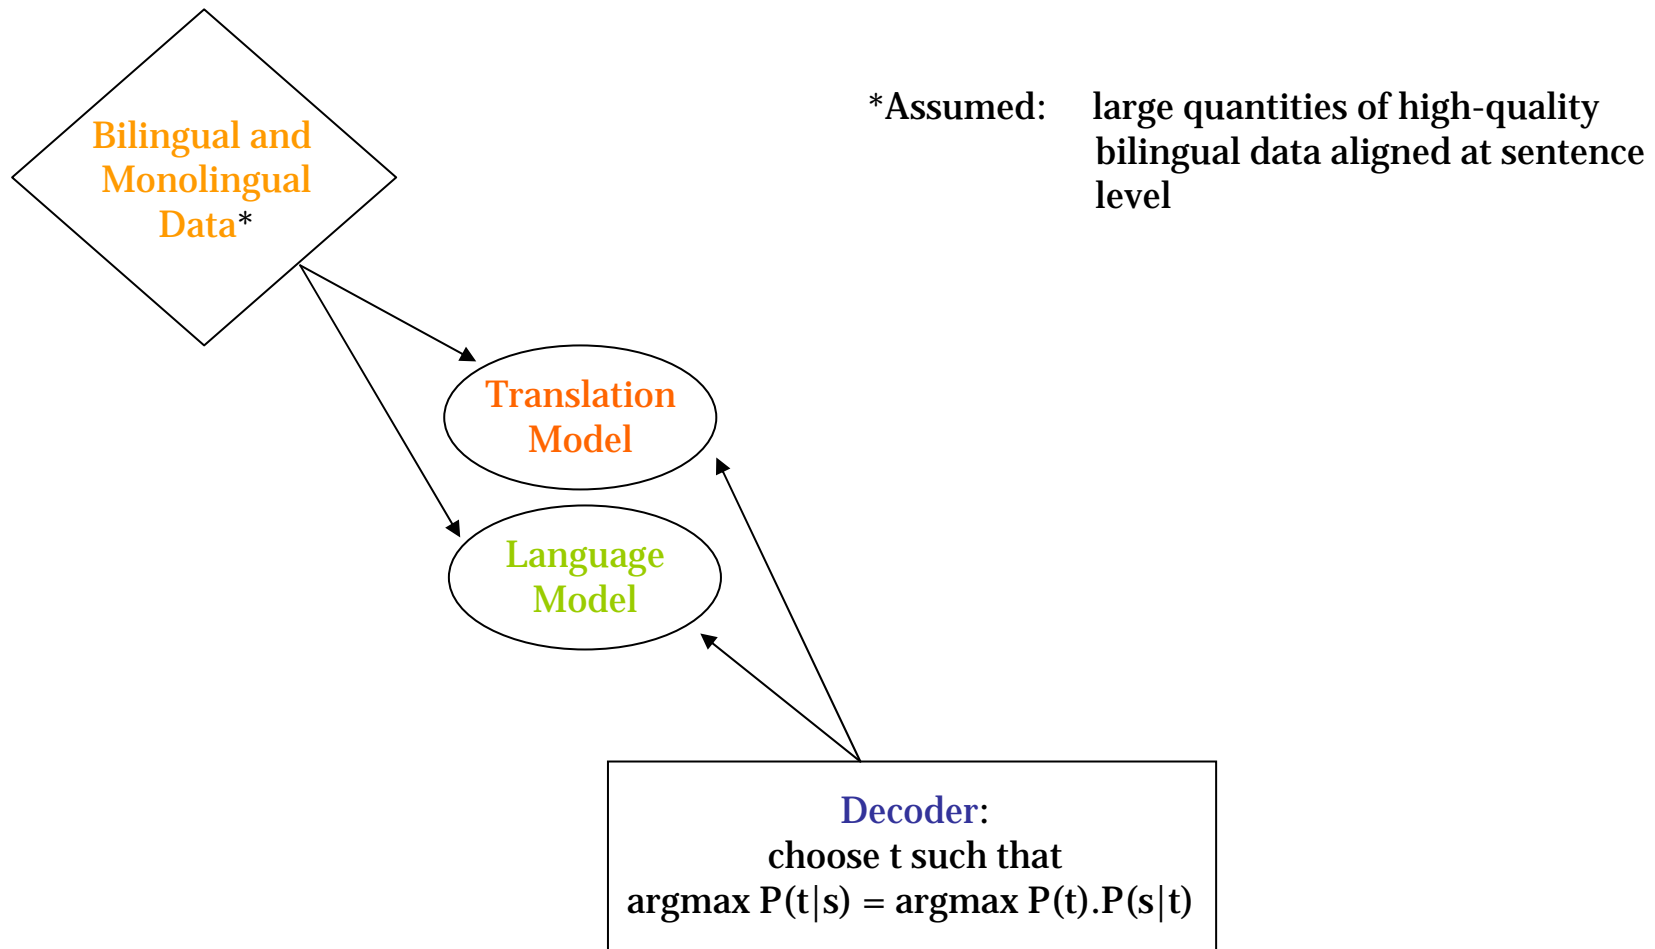 Bilingual and
Monolingual
Data*
*Assumed: large quantities of high-quality
bilingual data aligned at sentence
level
Translation
Model
Language
Model
Decoder:
choose t such that
argmax P(t|s) = argmax P(t).P(s|t)